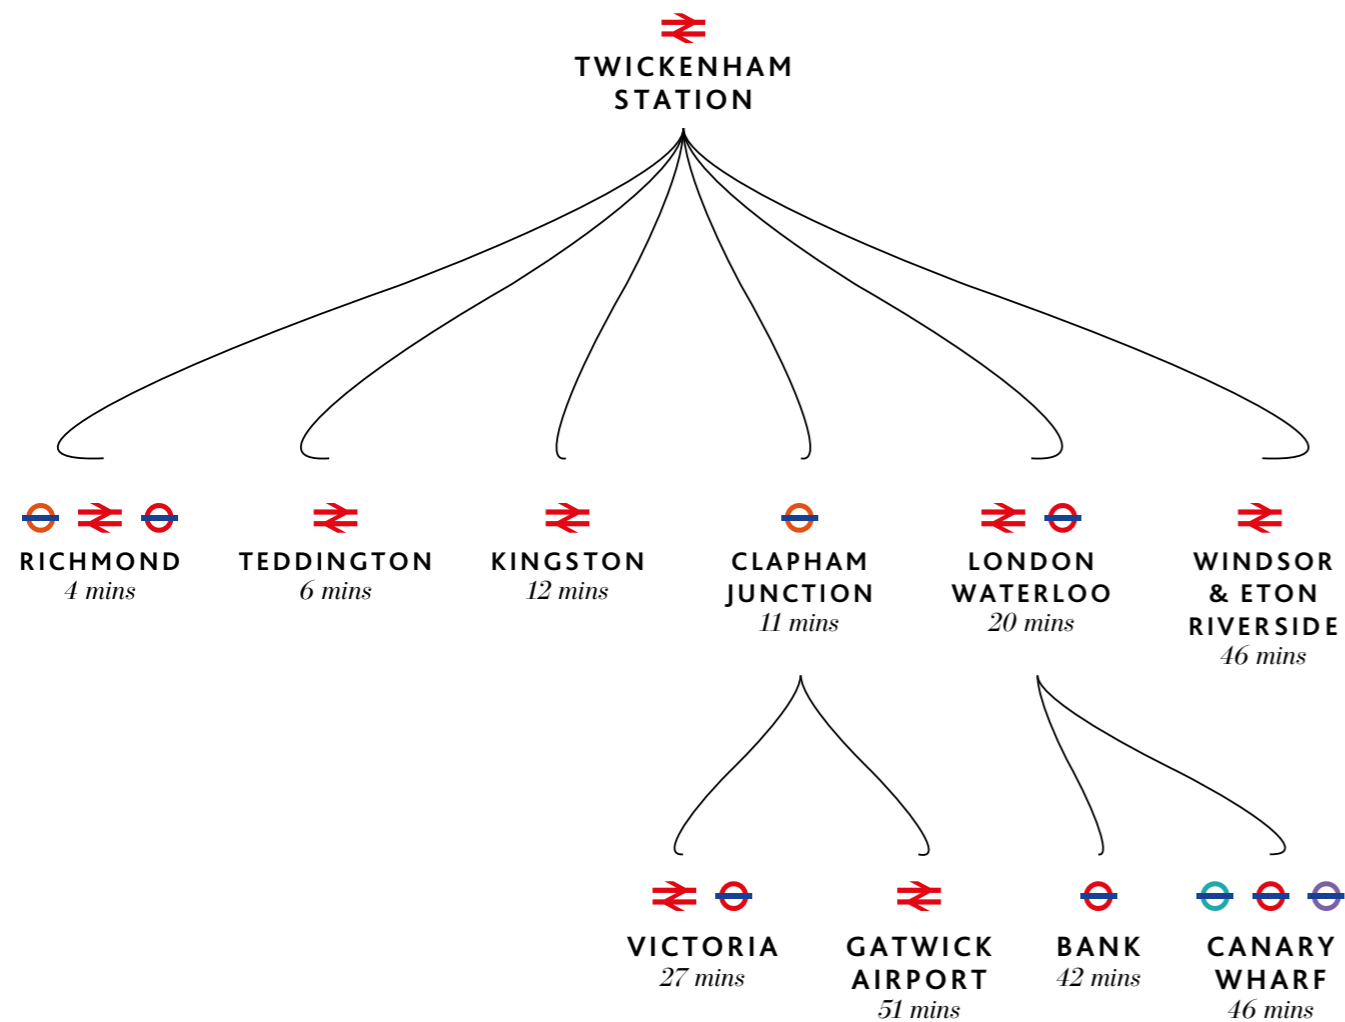 TWICKENHAM
STATION
RICHMOND
4 mins
TEDDINGTON
6 mins
KINGSTON
12 mins
CLAPHAM
JUNCTION
11 mins
LONDON
WATERLOO
20 mins
WINDSOR
& ETON
RIVERSIDE
46 mins
VICTORIA
27 mins
GATWICK
AIRPORT
51 mins
BANK
42 mins
CANARY
WHARF
46 mins